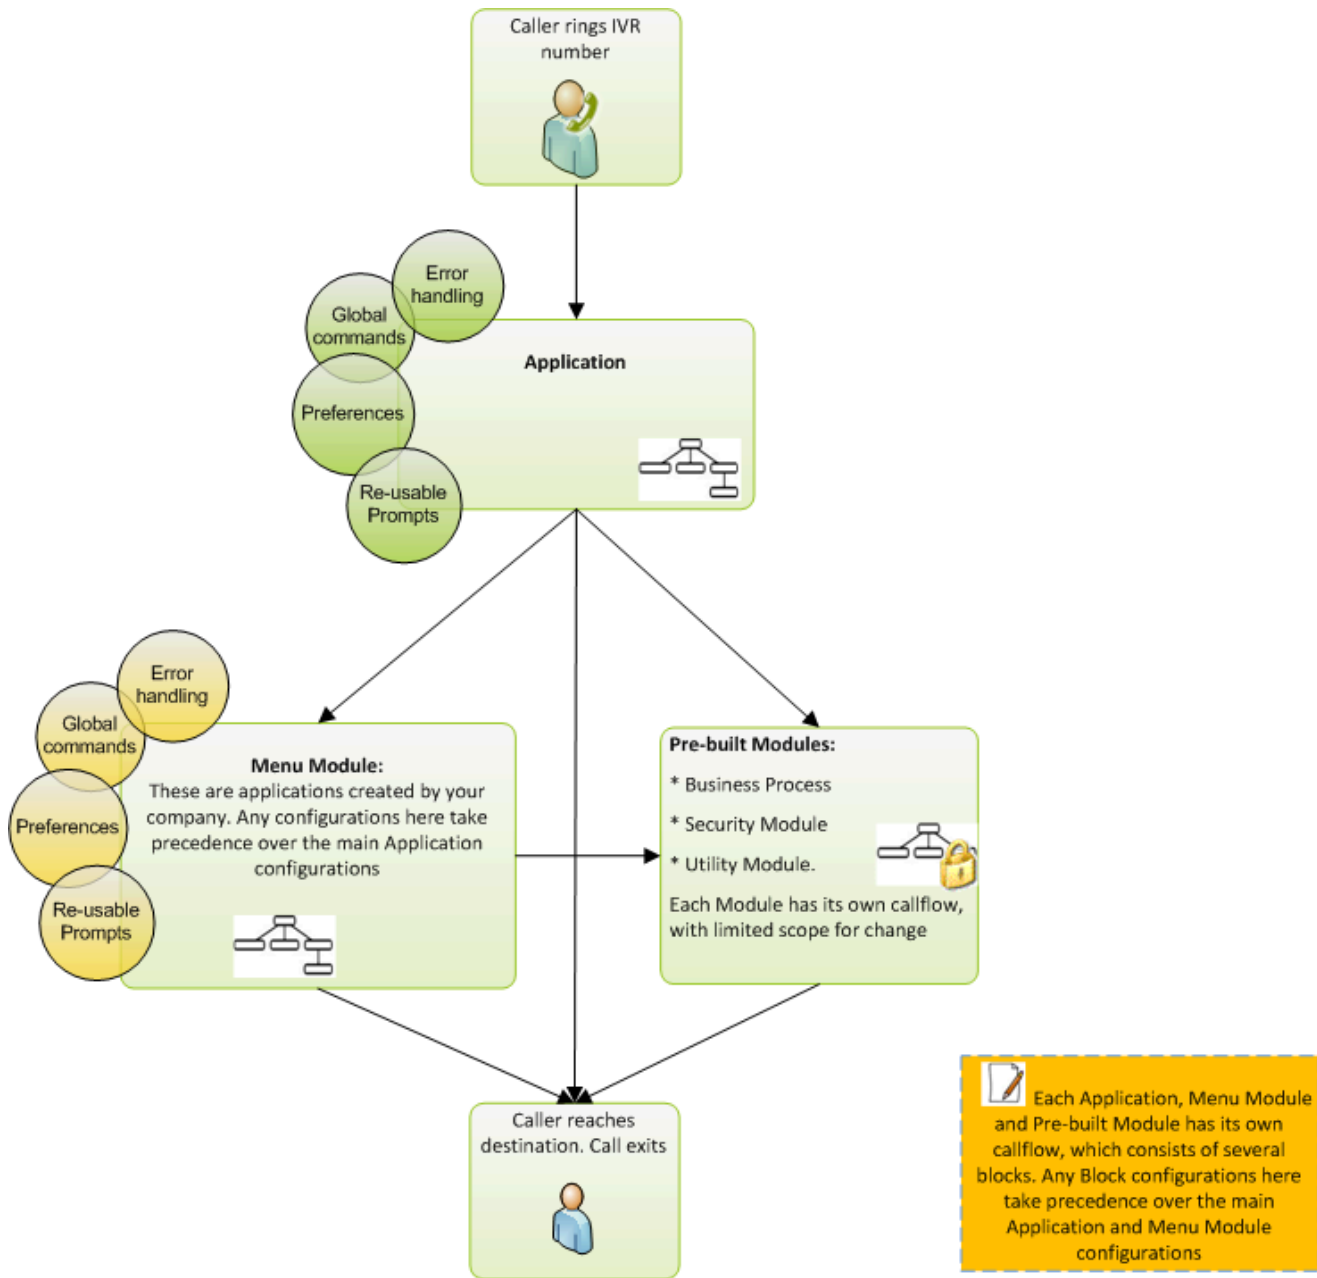 Caller rings IVR
number
Error
handling
Global
commands
Preferences
Re-usable
Prompts
Application
Error
handling
Global
commands
Preferences
Re-usable
Prompts
Menu Module:
These are applications created by your
company. Any configurations here take
precedence over the main Application
configurations
Pre-built Modules:
* Business Process
* Security Module
* Utility Module.
Each Module has its own callflow,
with limited scope for change
Caller reaches
destination. Call exits
Each Application, Menu Module
and Pre-built Module has its own
callflow, which consists of several
blocks. Any Block configurations here
take precedence over the main
Application and Menu Module
configurations